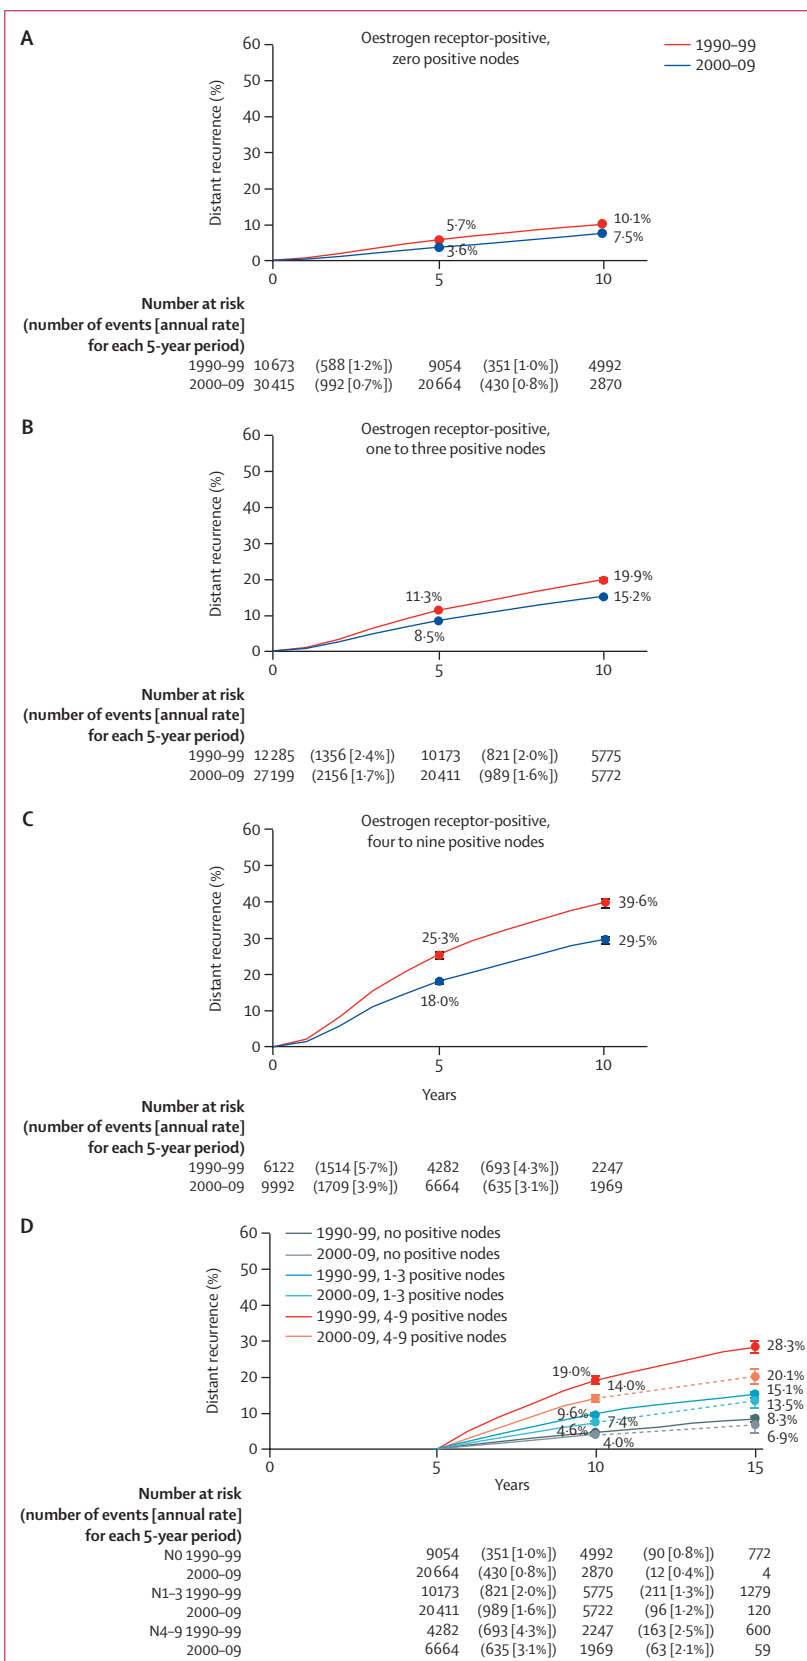 A
Oestrogen receptor-positive,
zero positive nodes
1990–99
2000–09
Distant recurrence (%)
60
50
40
30
20
10
0
5·7%
3·6%
10·1%
7·5%
0 5 10
Number at risk
(number of events [annual rate]
for each 5-year period)
1990–99 10 673 (588 [1·2%]) 9054 (351 [1·0%]) 4992
2000–09 30 415 (992 [0·7%]) 20 664 (430 [0·8%]) 2870
B
Oestrogen receptor-positive,
one to three positive nodes
Distant recurrence (%)
60
50
40
30
20
10
0
11·3%
8·5%
19·9%
15·2%
0 5 10
Number at risk
(number of events [annual rate]
for each 5-year period)
1990–99 12 285 (1356 [2·4%]) 10 173 (821 [2·0%]) 5775
2000–09 27 199 (2156 [1·7%]) 20 411 (989 [1·6%]) 5772
C
Oestrogen receptor-positive,
four to nine positive nodes
Distant recurrence (%)
60
50
40
30
20
10
0
25·3%
18·0%
39·6%
29·5%
0 5 10
Years
Number at risk
(number of events [annual rate]
for each 5-year period)
1990–99 6122 (1514 [5·7%]) 4282 (693 [4·3%]) 2247
2000–09 9992 (1709 [3·9%]) 6664 (635 [3·1%]) 1969
D
1990-99, no positive nodes
2000-09, no positive nodes
1990-99, 1-3 positive nodes
2000-09, 1-3 positive nodes
1990-99, 4-9 positive nodes
2000-09, 4-9 positive nodes
Distant recurrence (%)
60
50
40
30
20
10
0
19·0%
14·0%
9·6%
7·4%
4·6%
4·0%
28·3%
20·1%
15·1%
13·5%
8·3%
6·9%
0 5 10 15
Years
Number at risk
(number of events [annual rate]
for each 5-year period)
N0 1990–99 9054 (351 [1·0%]) 4992 (90 [0·8%]) 772
2000–09 20 664 (430 [0·8%]) 2870 (12 [0·4%]) 4
N1–3 1990–99 10 173 (821 [2·0%]) 5775 (211 [1·3%]) 1279
2000–09 20 411 (989 [1·6%]) 5722 (96 [1·2%]) 120
N4–9 1990–99 4282 (693 [4·3%]) 2247 (163 [2·5%]) 600
2000–09 6664 (635 [3·1%]) 1969 (63 [2·1%]) 59